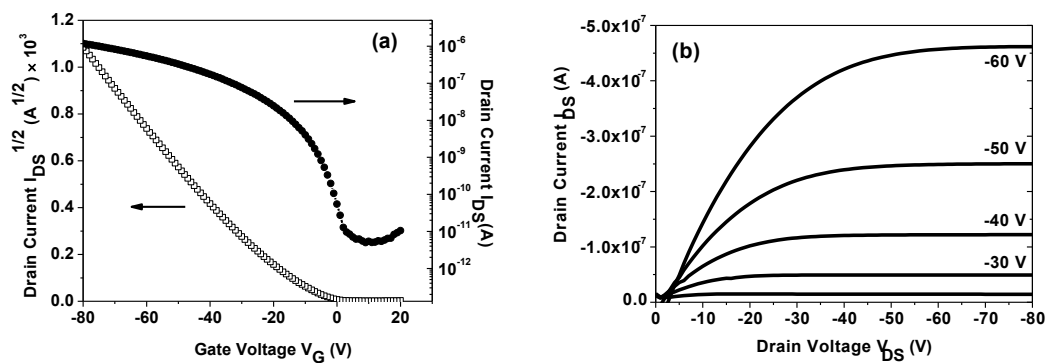 (a)
Drain Current I_DS^1/2 (A^1/2) × 10^3
1.2
1.0
0.8
0.6
0.4
0.2
0.0
-80
-60
-40
-20
0
20
Gate Voltage V_G (V)
10^-6
10^-7
10^-8
10^-9
10^-10
10^-11
10^-12
Drain Current I_DS (A)
(b)
Drain Current I_DS (A)
-5.0x10^-7
-4.0x10^-7
-3.0x10^-7
-2.0x10^-7
-1.0x10^-7
0.0
-60 V
-50 V
-40 V
-30 V
0
-10
-20
-30
-40
-50
-60
-70
-80
Drain Voltage V_DS (V)